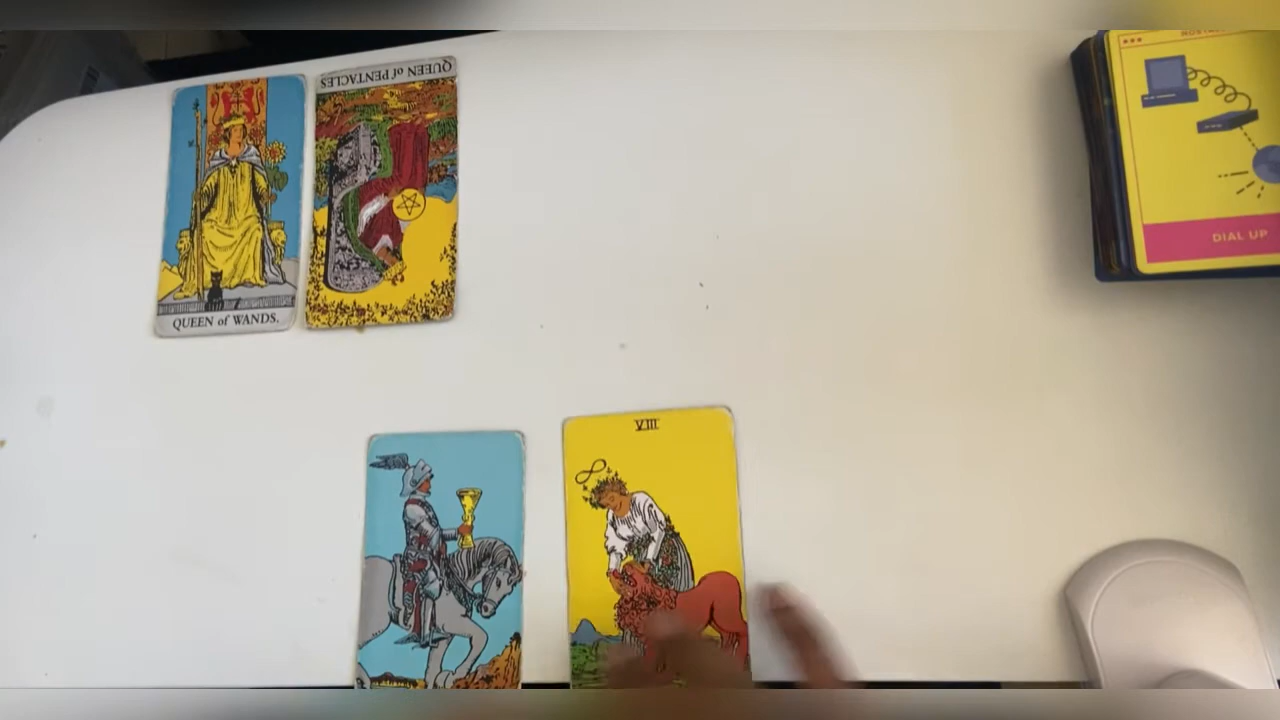 QUEEN of WANDS.
QUEEN of PENTACLES
VIII
DIAL UP